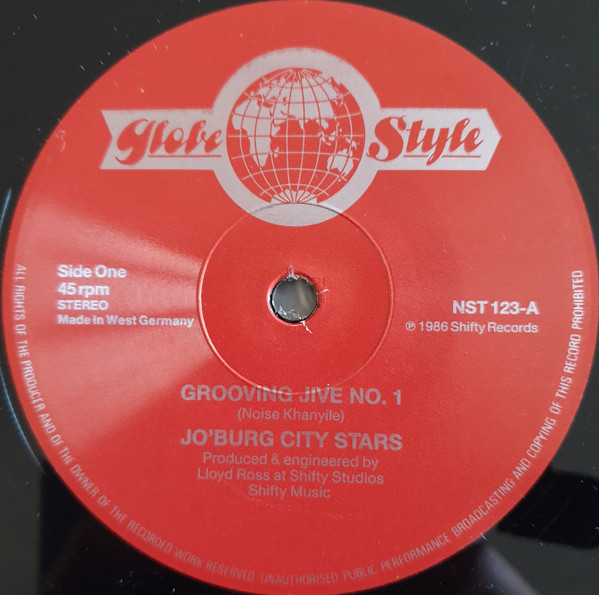 Globe Style
Side One
45 rpm
STEREO
Made in West Germany
NST 123-A
℗ 1986 Shifty Records
GROOVING JIVE NO. 1
(Noise Khanyile)
JO'BURG CITY STARS
Produced & engineered by
Lloyd Ross at Shifty Studios
Shifty Music
ALL RIGHTS OF THE PRODUCER AND OF THE OWNER OF THE RECORDED WORK RESERVED UNAUTHORISED PUBLIC PERFORMANCE BROADCASTING AND COPYING OF THIS RECORD PROHIBITED